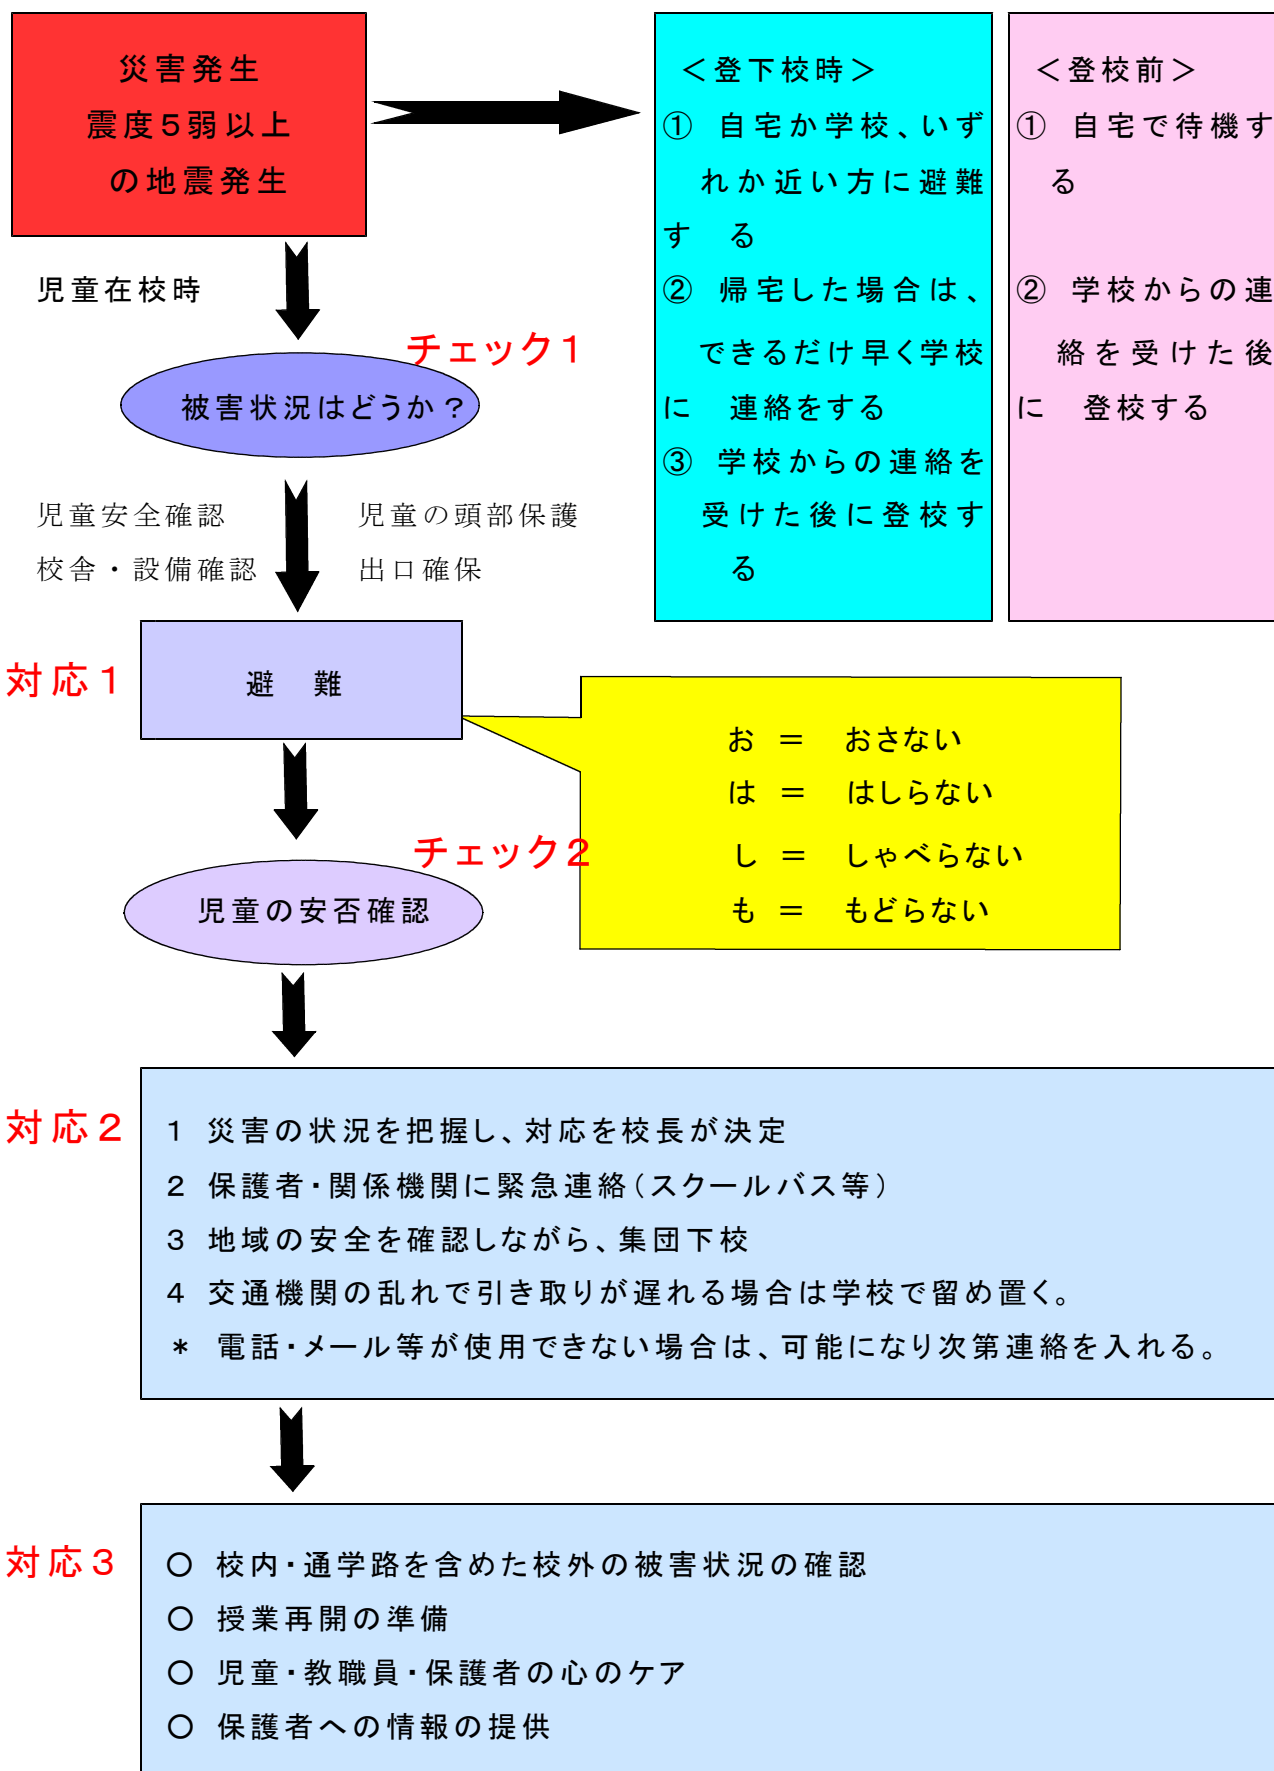 災害発生
震度5弱以上
の地震発生
＜登下校時＞
① 自宅か学校、いず
れか近い方に避難
す る
② 帰宅した場合は、
できるだけ早く学校
に 連絡をする
③ 学校からの連絡を
受けた後に登校す
る
＜登校前＞
① 自宅で待機す
る
② 学校からの連
絡を受けた後
に 登校する
児童在校時
チェック１
被害状況はどうか？
児童安全確認 児童の頭部保護
校舎・設備確認 出口確保
対応１
避 難
お ＝ おさない
は ＝ はしらない
し ＝ しゃべらない
も ＝ もどらない
チェック２
児童の安否確認
対応２
1 災害の状況を把握し、対応を校長が決定
2 保護者・関係機関に緊急連絡（スクールバス等）
3 地域の安全を確認しながら、集団下校
4 交通機関の乱れで引き取りが遅れる場合は学校で留め置く。
＊ 電話・メール等が使用できない場合は、可能になり次第連絡を入れる。
対応３
○ 校内・通学路を含めた校外の被害状況の確認
○ 授業再開の準備
○ 児童・教職員・保護者の心のケア
○ 保護者への情報の提供